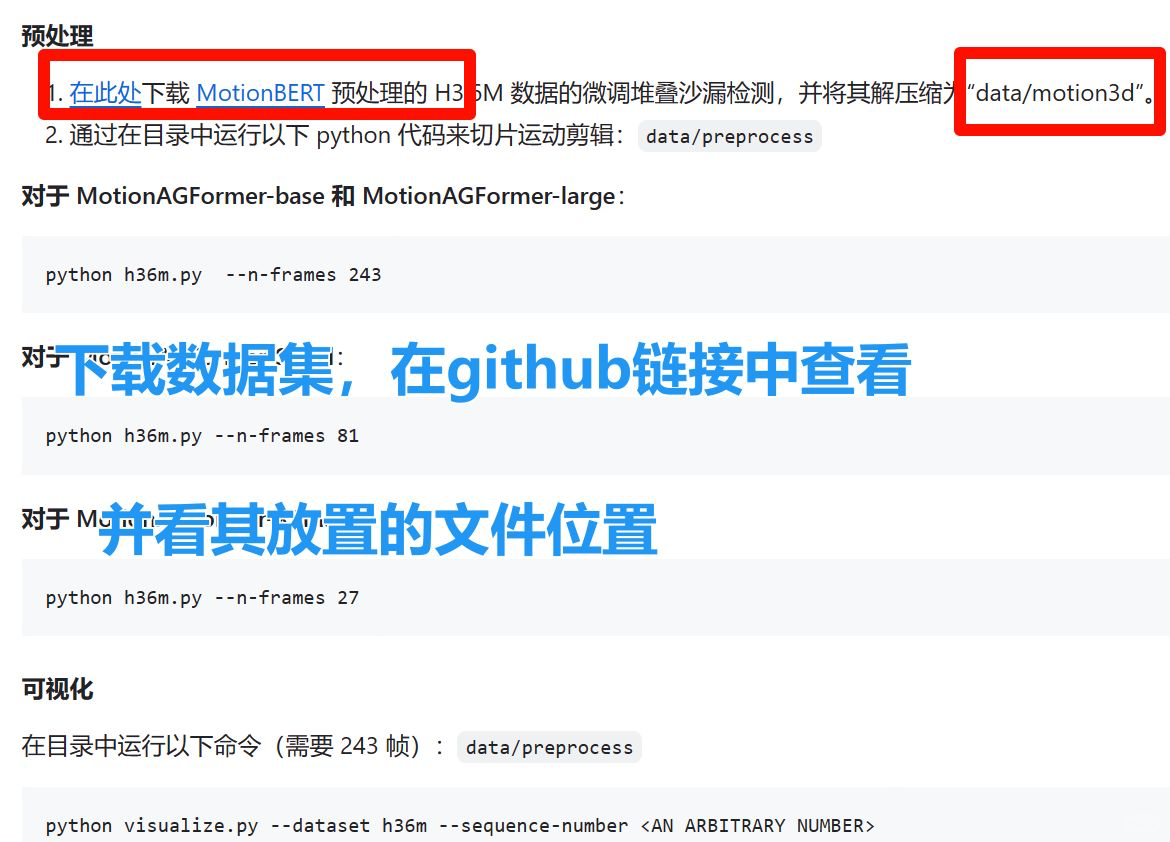 预处理
1. 在此处下载 MotionBERT 预处理的 H36M 数据的微调堆叠沙漏检测，并将其解压缩为“data/motion3d”。
2. 通过在目录中运行以下 python 代码来切片运动剪辑： data/preprocess
对于 MotionAGFormer-base 和 MotionAGFormer-large：
python h36m.py  --n-frames 243
对于
下载数据集，在github链接中查看
python h36m.py --n-frames 81
对于
并看其放置的文件位置
python h36m.py --n-frames 27
可视化
在目录中运行以下命令（需要 243 帧）： data/preprocess
python visualize.py --dataset h36m --sequence-number <AN ARBITRARY NUMBER>